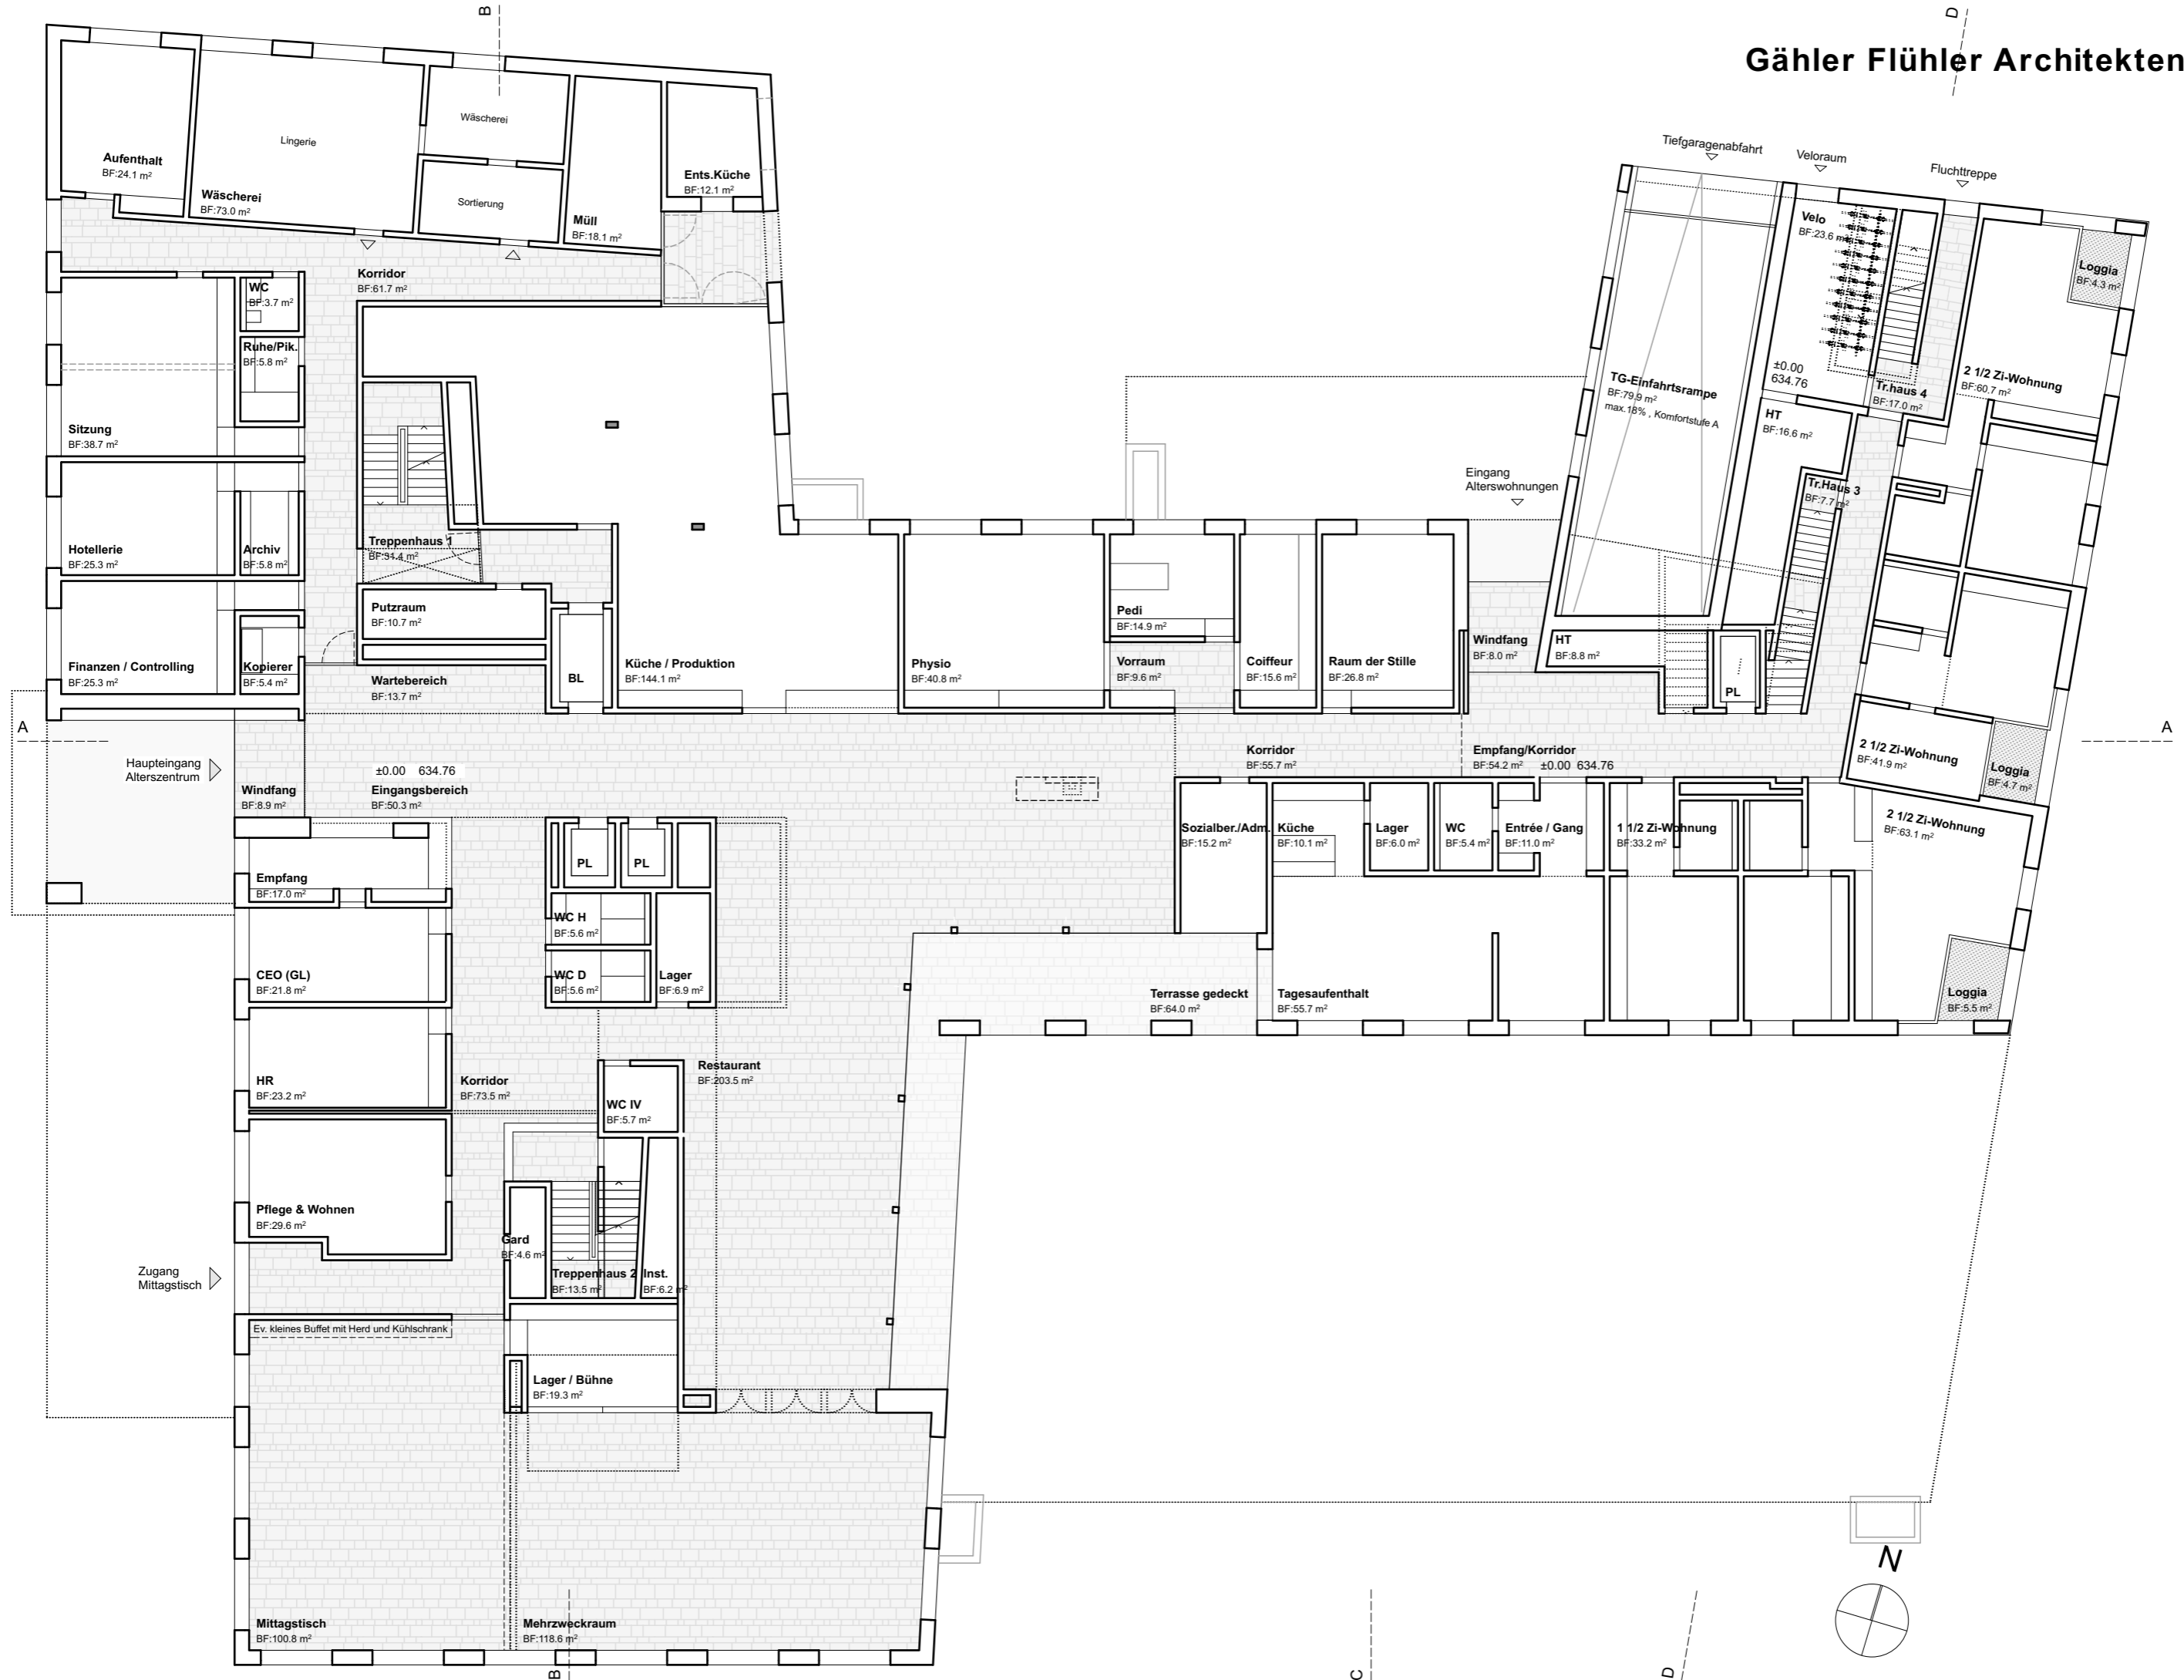 B
D
Gähler Flühler Architekten
Tiefgaragenabfahrt
Veloraum
Fluchttreppe
Aufenthalt
BF:24.1 m²
Lingerie
Wäscherei
Wäscherei
BF:73.0 m²
Sortierung
Müll
BF:18.1 m²
Ents.Küche
BF:12.1 m²
Velo
BF:23.6 m²
Loggia
BF:4.3 m²
Korridor
BF:61.7 m²
WC
BF:3.7 m²
Ruhe/Pik.
BF:5.8 m²
Sitzung
BF:38.7 m²
TG-Einfahrtsrampe
BF:79.9 m²
max.18% , Komfortstufe A
±0.00
634.76
HT
BF:16.6 m²
Tr.haus 4
BF:17.0 m²
2 1/2 Zi-Wohnung
BF:60.7 m²
Eingang
Alterswohnungen
Tr.Haus 3
BF:7.7 m²
Hotellerie
BF:25.3 m²
Archiv
BF:5.8 m²
Treppenhaus 1
BF:31.4 m²
Putzraum
BF:10.7 m²
Finanzen / Controlling
BF:25.3 m²
Kopierer
BF:5.4 m²
Wartebereich
BF:13.7 m²
BL
Küche / Produktion
BF:144.1 m²
Physio
BF:40.8 m²
Pedi
BF:14.9 m²
Vorraum
BF:9.6 m²
Coiffeur
BF:15.6 m²
Raum der Stille
BF:26.8 m²
Windfang
BF:8.0 m²
HT
BF:8.8 m²
PL
A
A
Haupteingang
Alterszentrum
Windfang
BF:8.9 m²
±0.00 634.76
Eingangsbereich
BF:50.3 m²
Korridor
BF:55.7 m²
Empfang/Korridor
BF:54.2 m² ±0.00 634.76
2 1/2 Zi-Wohnung
BF:41.9 m²
Loggia
BF:4.7 m²
Sozialber./Adm.
BF:15.2 m²
Küche
BF:10.1 m²
Lager
BF:6.0 m²
WC
BF:5.4 m²
Entrée / Gang
BF:11.0 m²
1 1/2 Zi-Wohnung
BF:33.2 m²
2 1/2 Zi-Wohnung
BF:63.1 m²
Empfang
BF:17.0 m²
PL
PL
WC H
BF:5.6 m²
CEO (GL)
BF:21.8 m²
WC D
BF:5.6 m²
Lager
BF:6.9 m²
Terrasse gedeckt
BF:64.0 m²
Tagesaufenthalt
BF:55.7 m²
Loggia
BF:5.5 m²
HR
BF:23.2 m²
Korridor
BF:73.5 m²
WC IV
BF:5.7 m²
Restaurant
BF:203.5 m²
Pflege & Wohnen
BF:29.6 m²
Gard
BF:4.6 m²
Zugang
Mittagstisch
Treppenhaus 2
BF:13.5 m²
Inst.
BF:6.2 m²
Ev. kleines Buffet mit Herd und Kühlschrank
Lager / Bühne
BF:19.3 m²
N
Mittagstisch
BF:100.8 m²
Mehrzweckraum
BF:118.6 m²
B
C
D